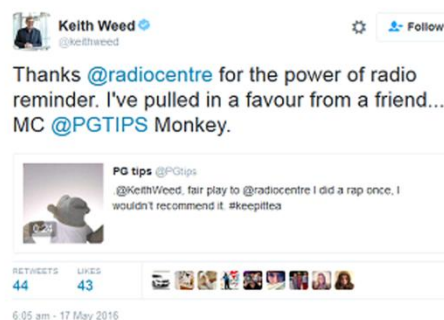 Keith Weed
@keithweed
Follow
Thanks @radiocentre for the power of radio
reminder. I've pulled in a favour from a friend...
MC @PGTIPS Monkey.
PG tips @PGtips
.@KeithWeed, fair play to @radiocentre I did a rap once, I
wouldn't recommend it. #keepittea
0:24
RETWEETS
LIKES
44
43
6:05 am - 17 May 2016